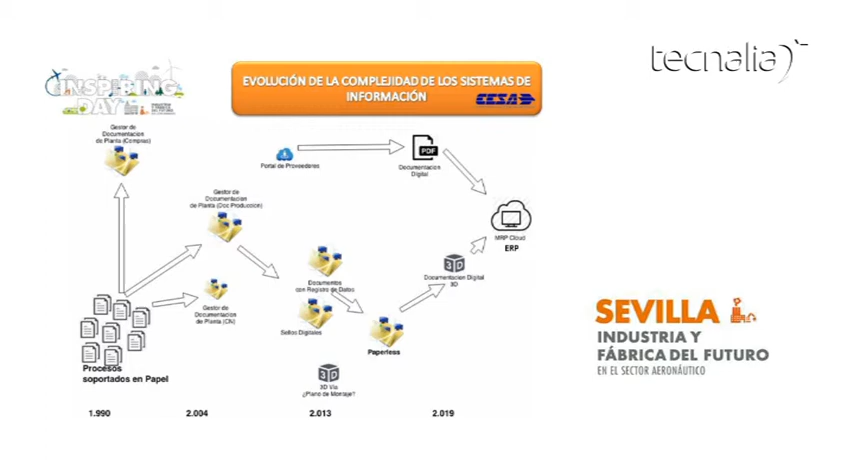 INSPIRING
DAY
tecnalia
EVOLUCIÓN DE LA COMPLEJIDAD DE LOS SISTEMAS DE
INFORMACIÓN
CESA
Gestor de
Documentacion
de Planta (Compras)
Portal de Proveedores
PDF
Documentacion
Digital
Gestor de
Documentacion
de Planta (Doc Produccion)
MRP Cloud
ERP
3D
Documentacion Digital
3D
Documentos
con Registro de Datos
Gestor de
Documentacion
de Planta (CN)
Sellos Digitales
Paperless
Procesos
soportados en Papel
3D
3D Via
¿Plano de Montaje?
1.990
2.004
2.013
2.019
SEVILLA
INDUSTRIA Y
FÁBRICA DEL FUTURO
EN EL SECTOR AERONÁUTICO